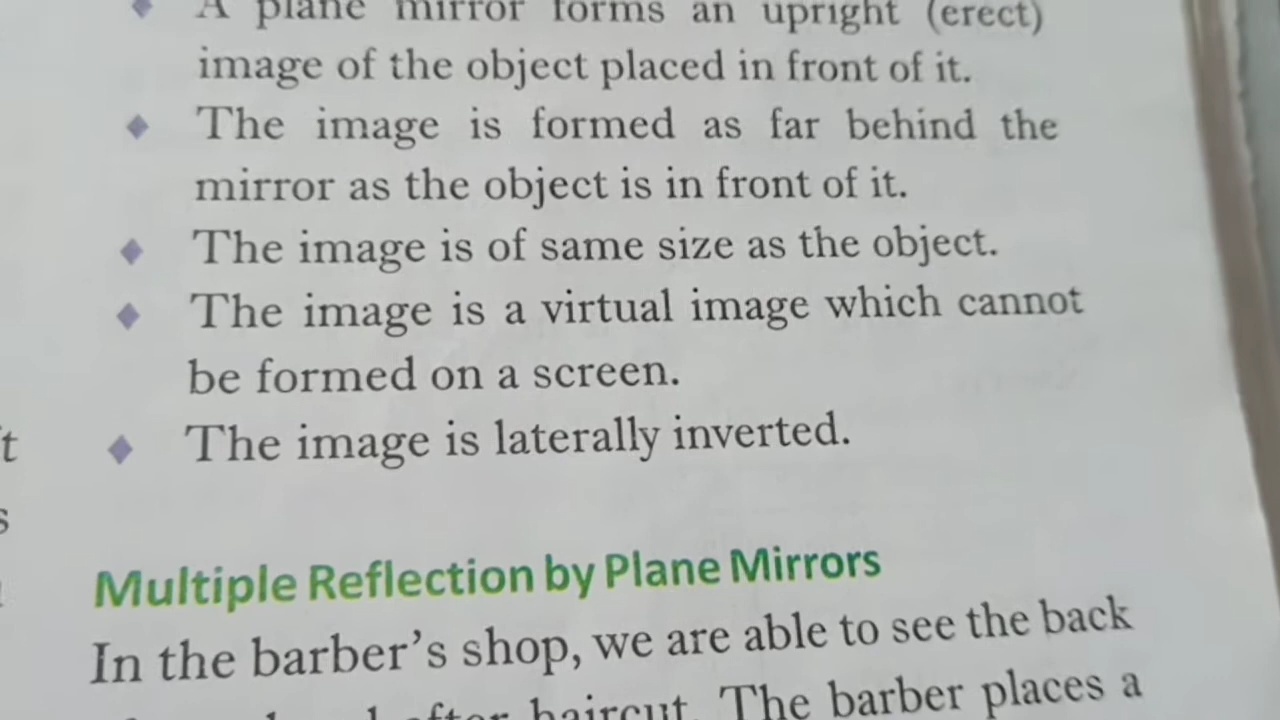 A plane mirror forms an upright (erect)
image of the object placed in front of it.
The image is formed as far behind the
mirror as the object is in front of it.
The image is of same size as the object.
The image is a virtual image which cannot
be formed on a screen.
The image is laterally inverted.
Multiple Reflection by Plane Mirrors
In the barber's shop, we are able to see the back
after haircut. The barber places a